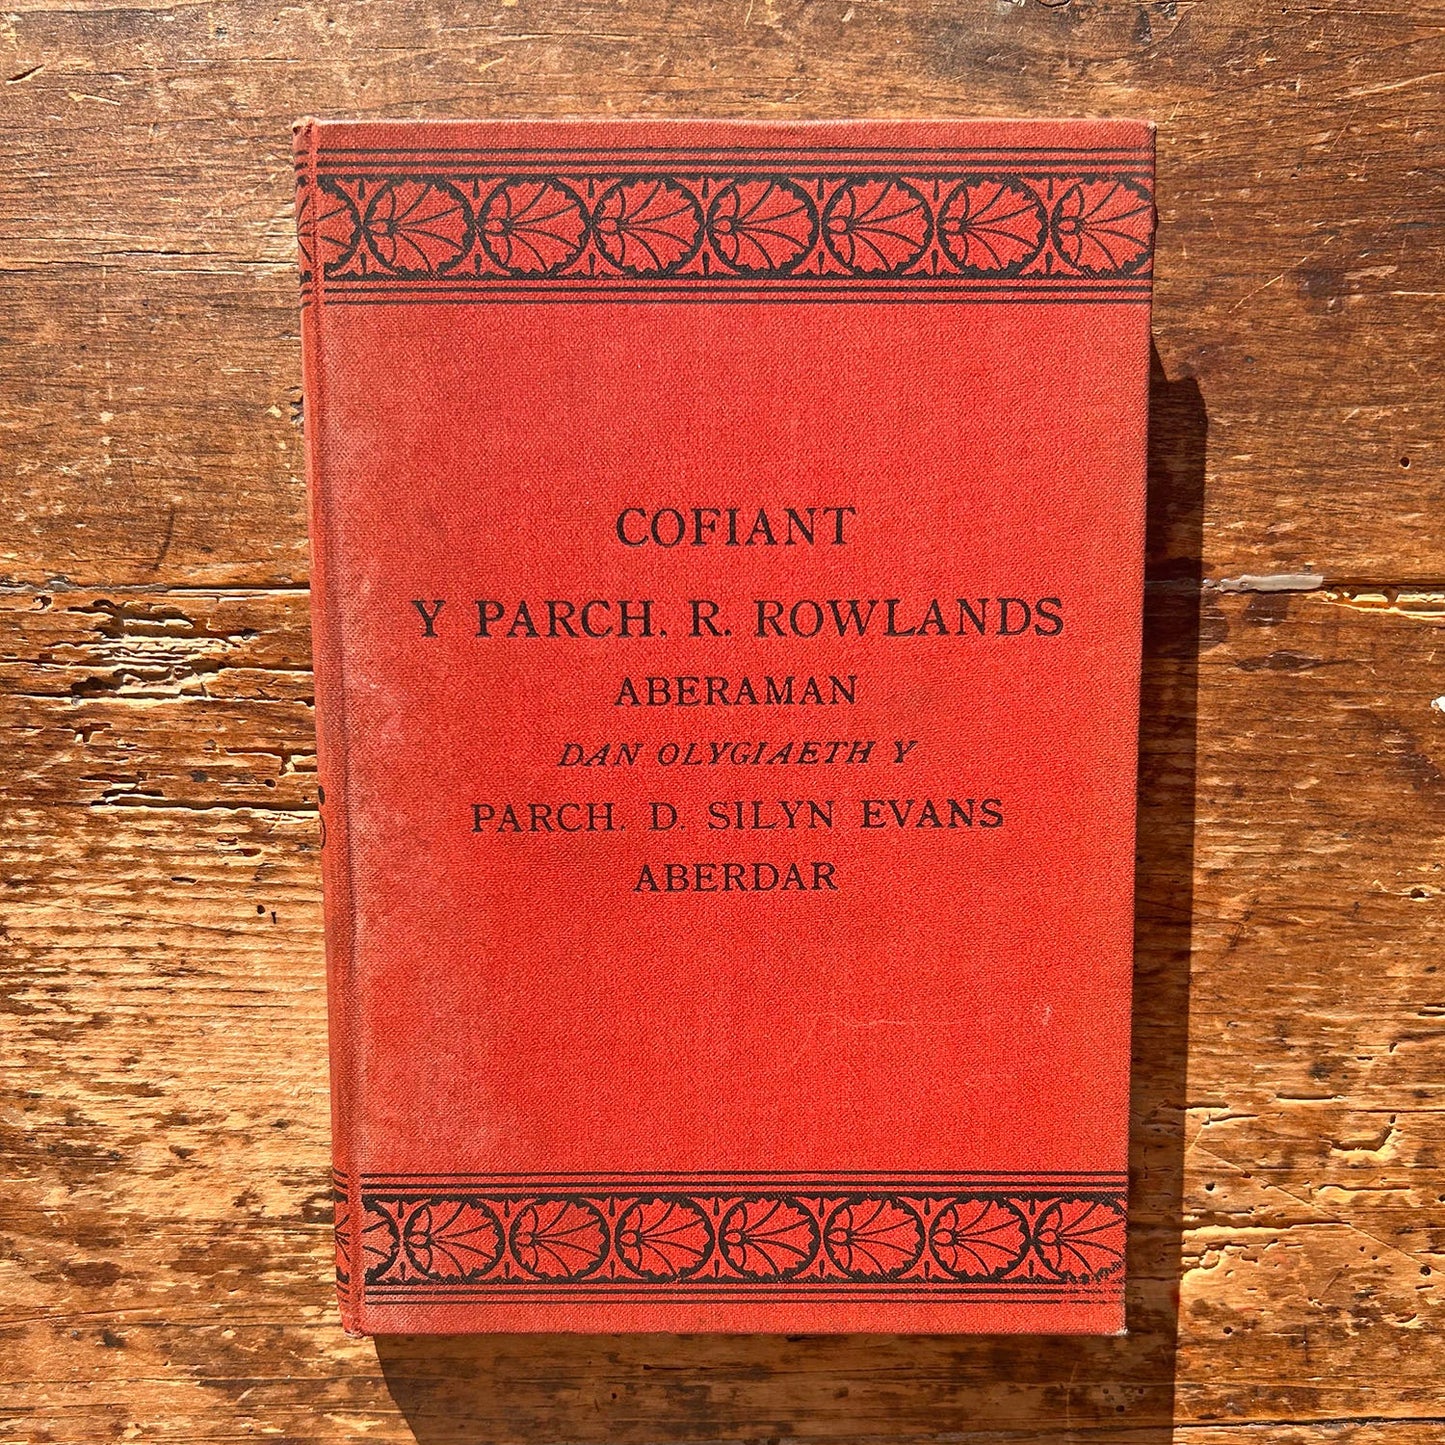 COFIANT
Y PARCH. R. ROWLANDS
ABERAMAN
DAN OLYGIAETH Y
PARCH. D. SILYN EVANS
ABERDAR